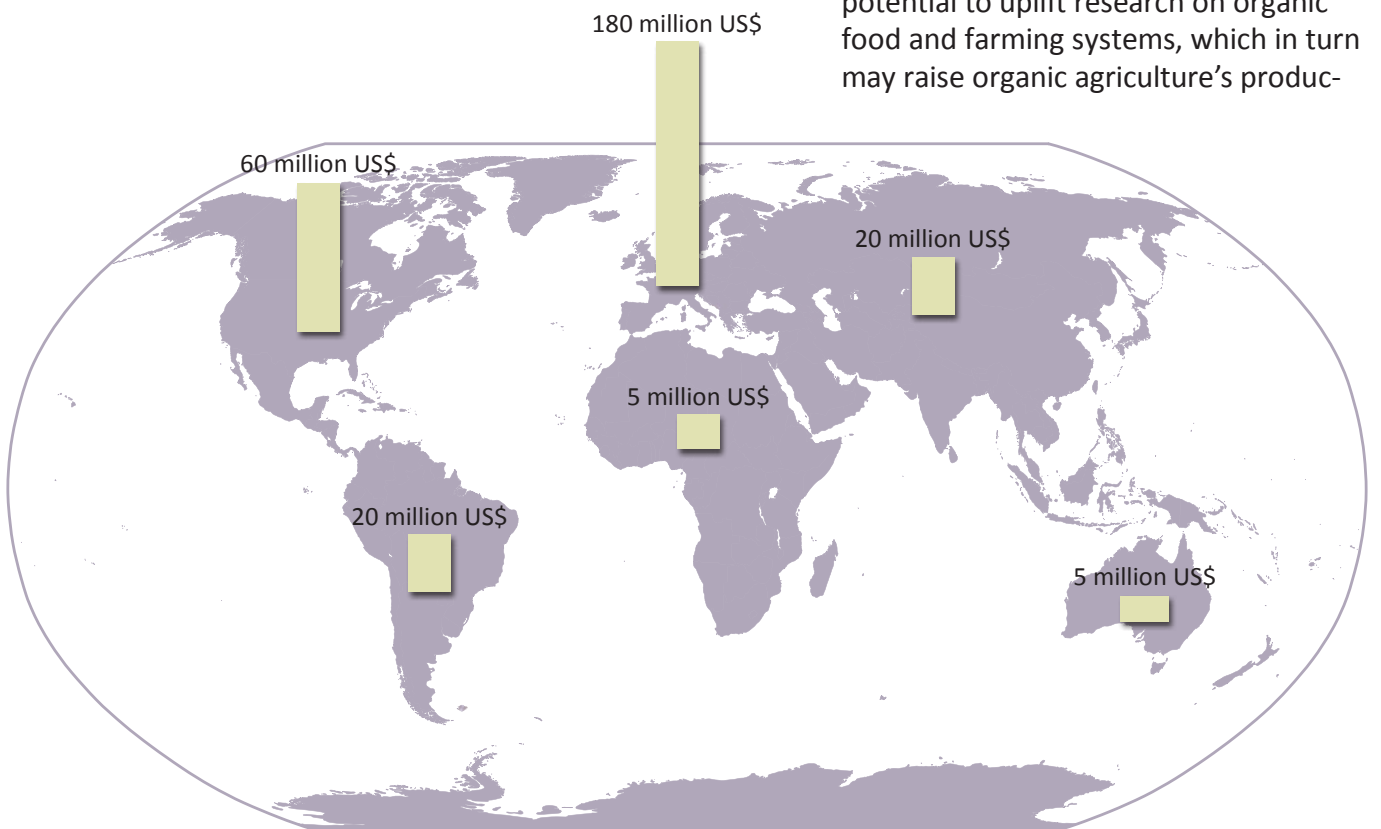 potential to uplift research on organic
food and farming systems, which in turn
may raise organic agriculture’s produc-
180 million US$
60 million US$
20 million US$
5 million US$
20 million US$
5 million US$